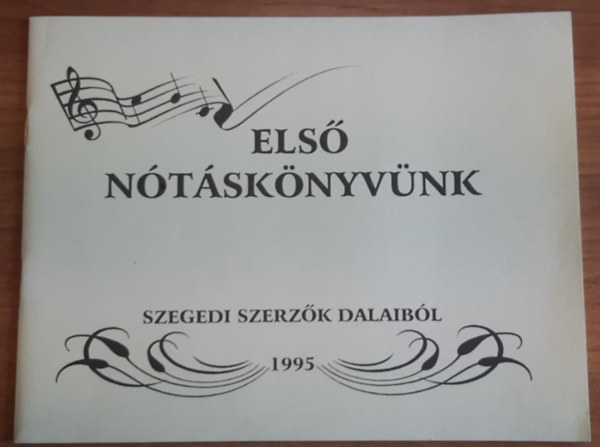 ELSŐ
NÓTÁSKÖNYVÜNK
SZEGEDI SZERZŐK DALAIBÓL
1995